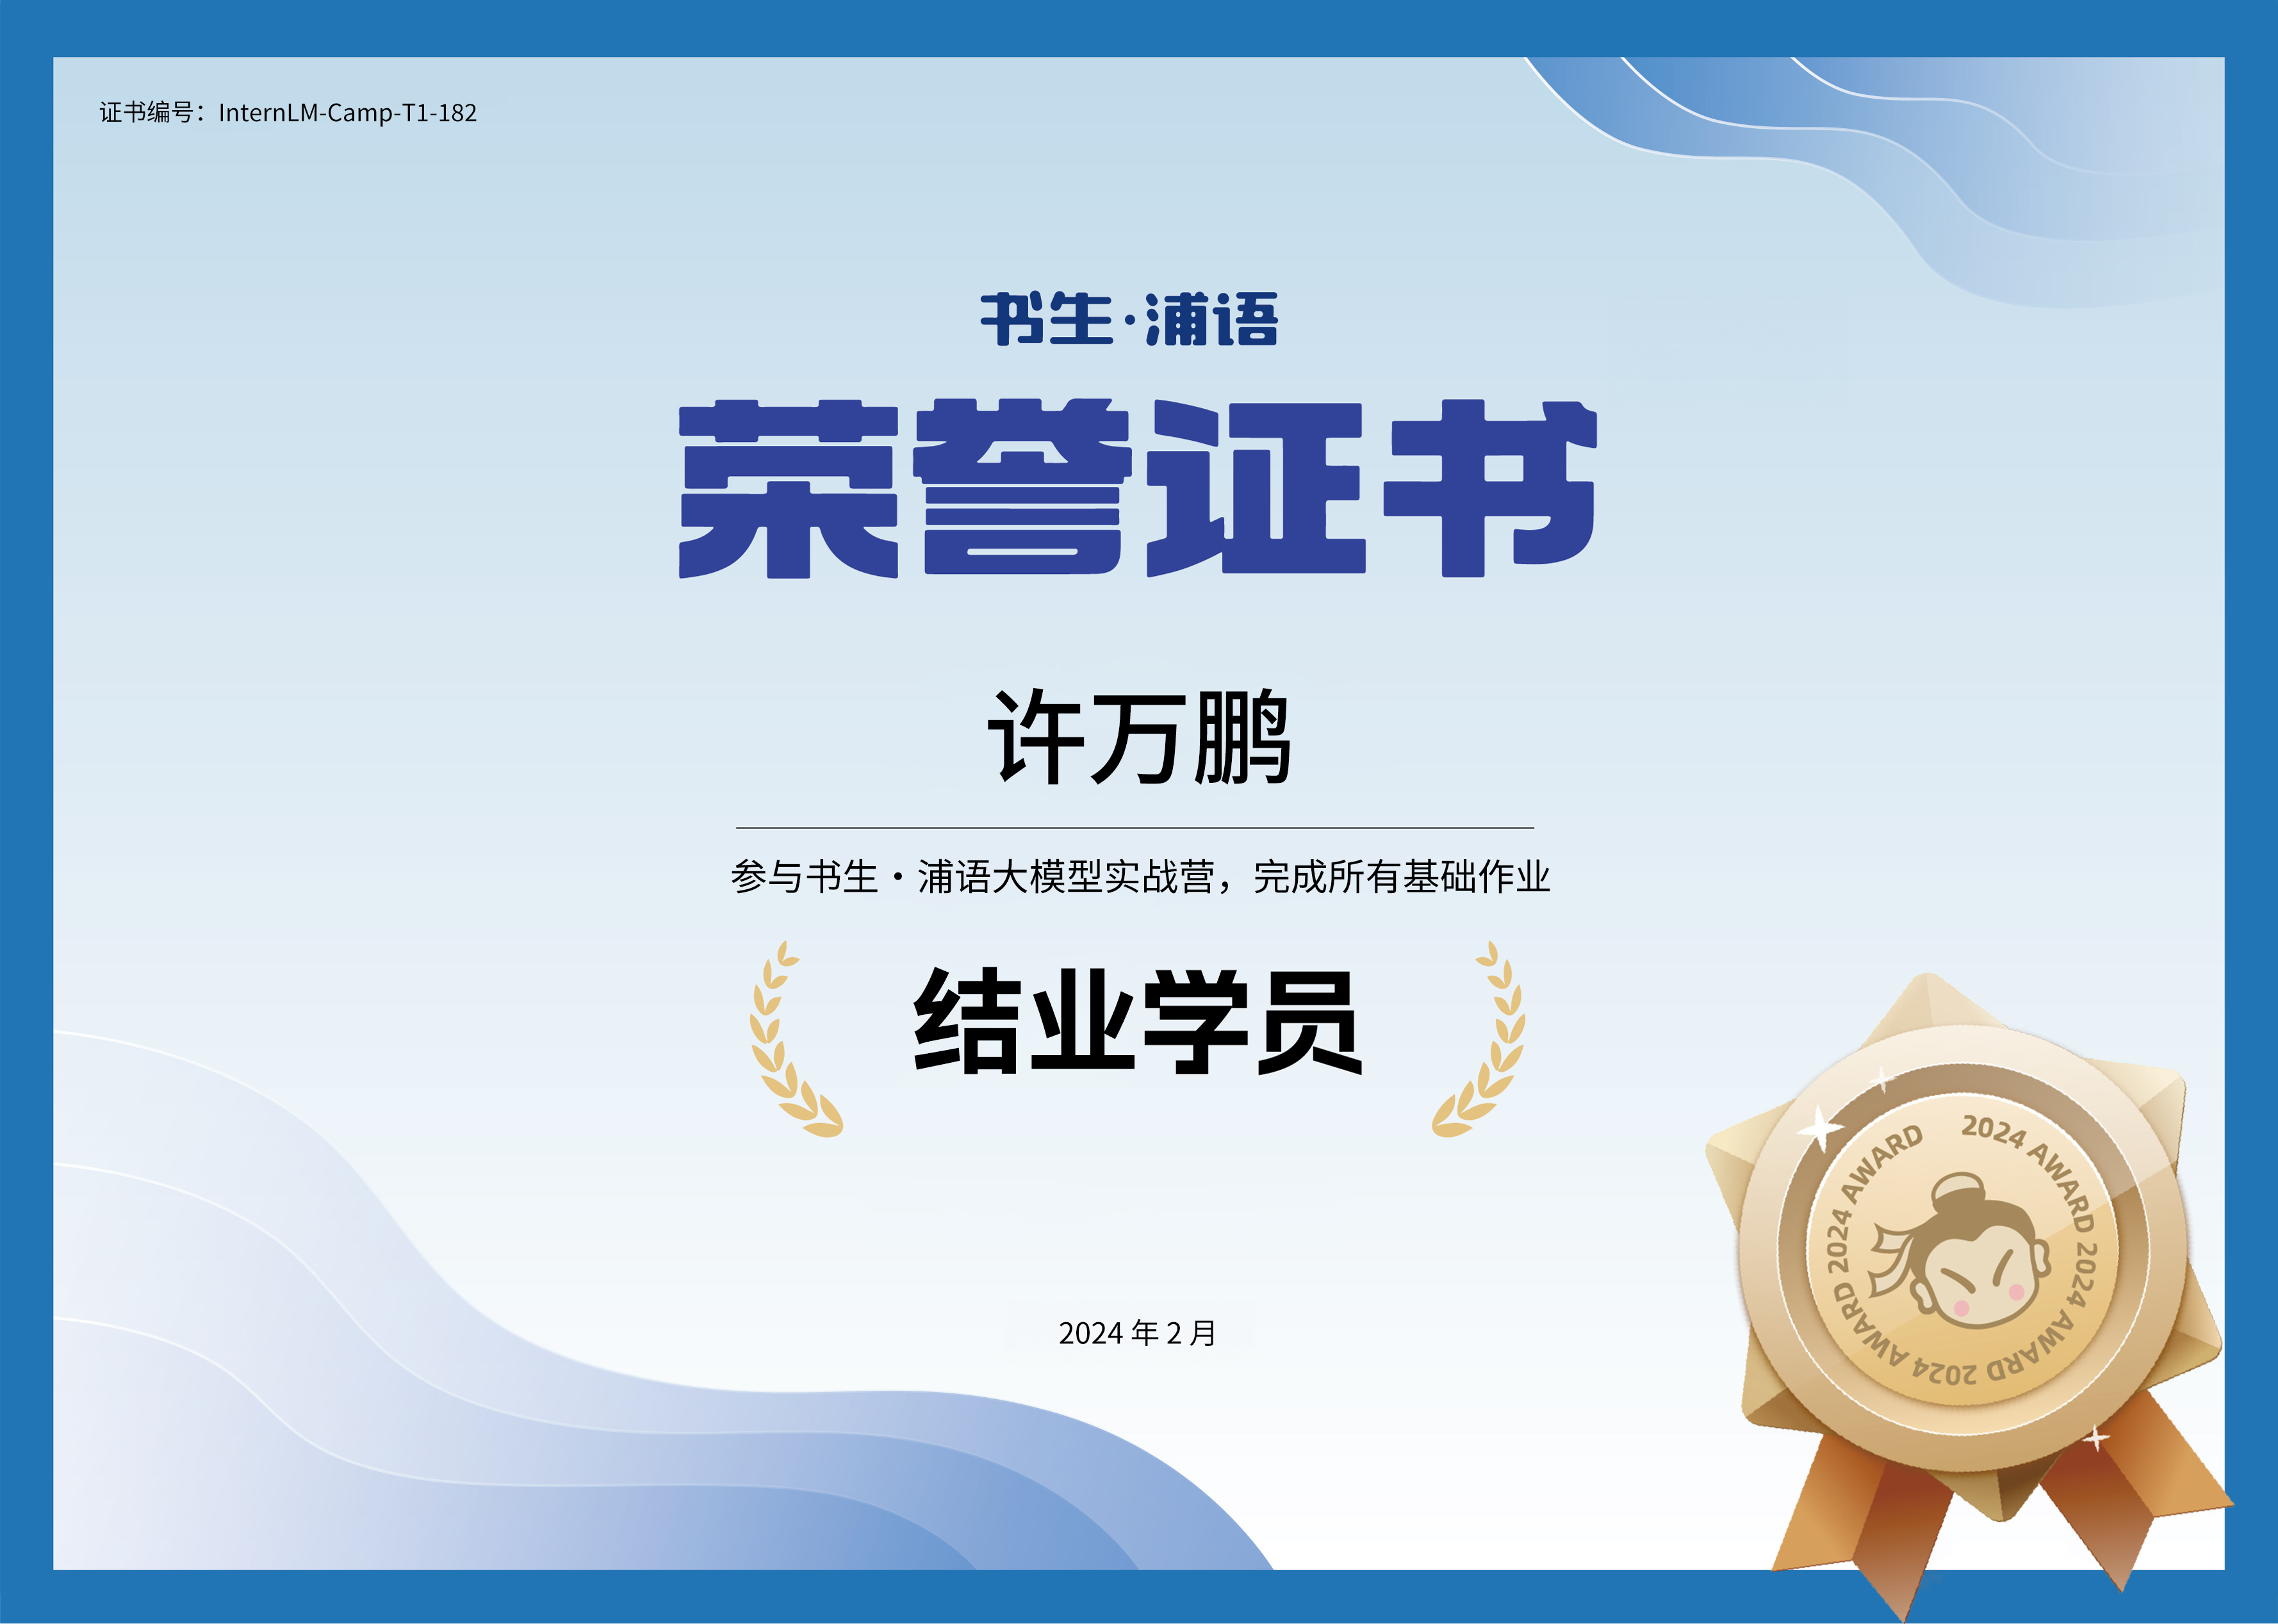 证书编号：InternLM-Camp-T1-182
书生·浦语
荣誉证书
许万鹏
参与书生·浦语大模型实战营，完成所有基础作业
结业学员
2024 AWARD 2024 AWARD 2024 AWARD 2024 AWARD
2024 年 2 月